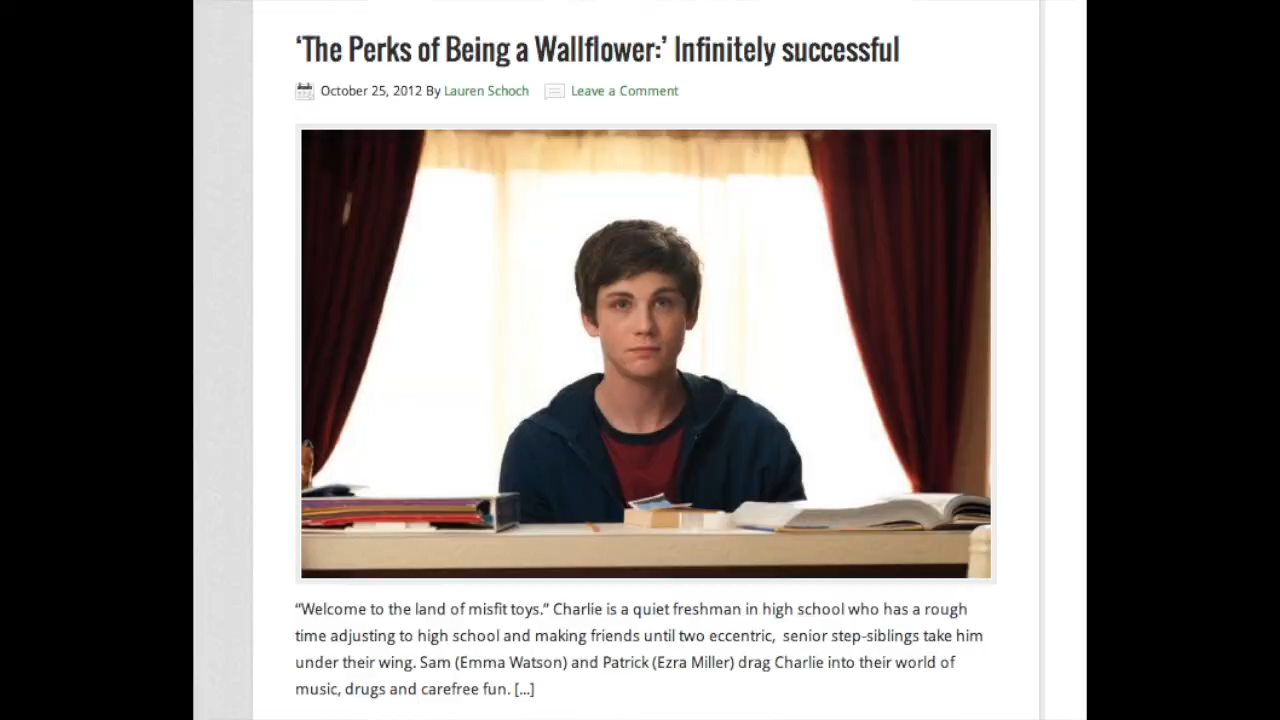 ‘The Perks of Being a Wallflower:’ Infinitely successful
October 25, 2012 By Lauren Schoch Leave a Comment
“Welcome to the land of misfit toys.” Charlie is a quiet freshman in high school who has a rough
time adjusting to high school and making friends until two eccentric, senior step-siblings take him
under their wing. Sam (Emma Watson) and Patrick (Ezra Miller) drag Charlie into their world of
music, drugs and carefree fun. [...]